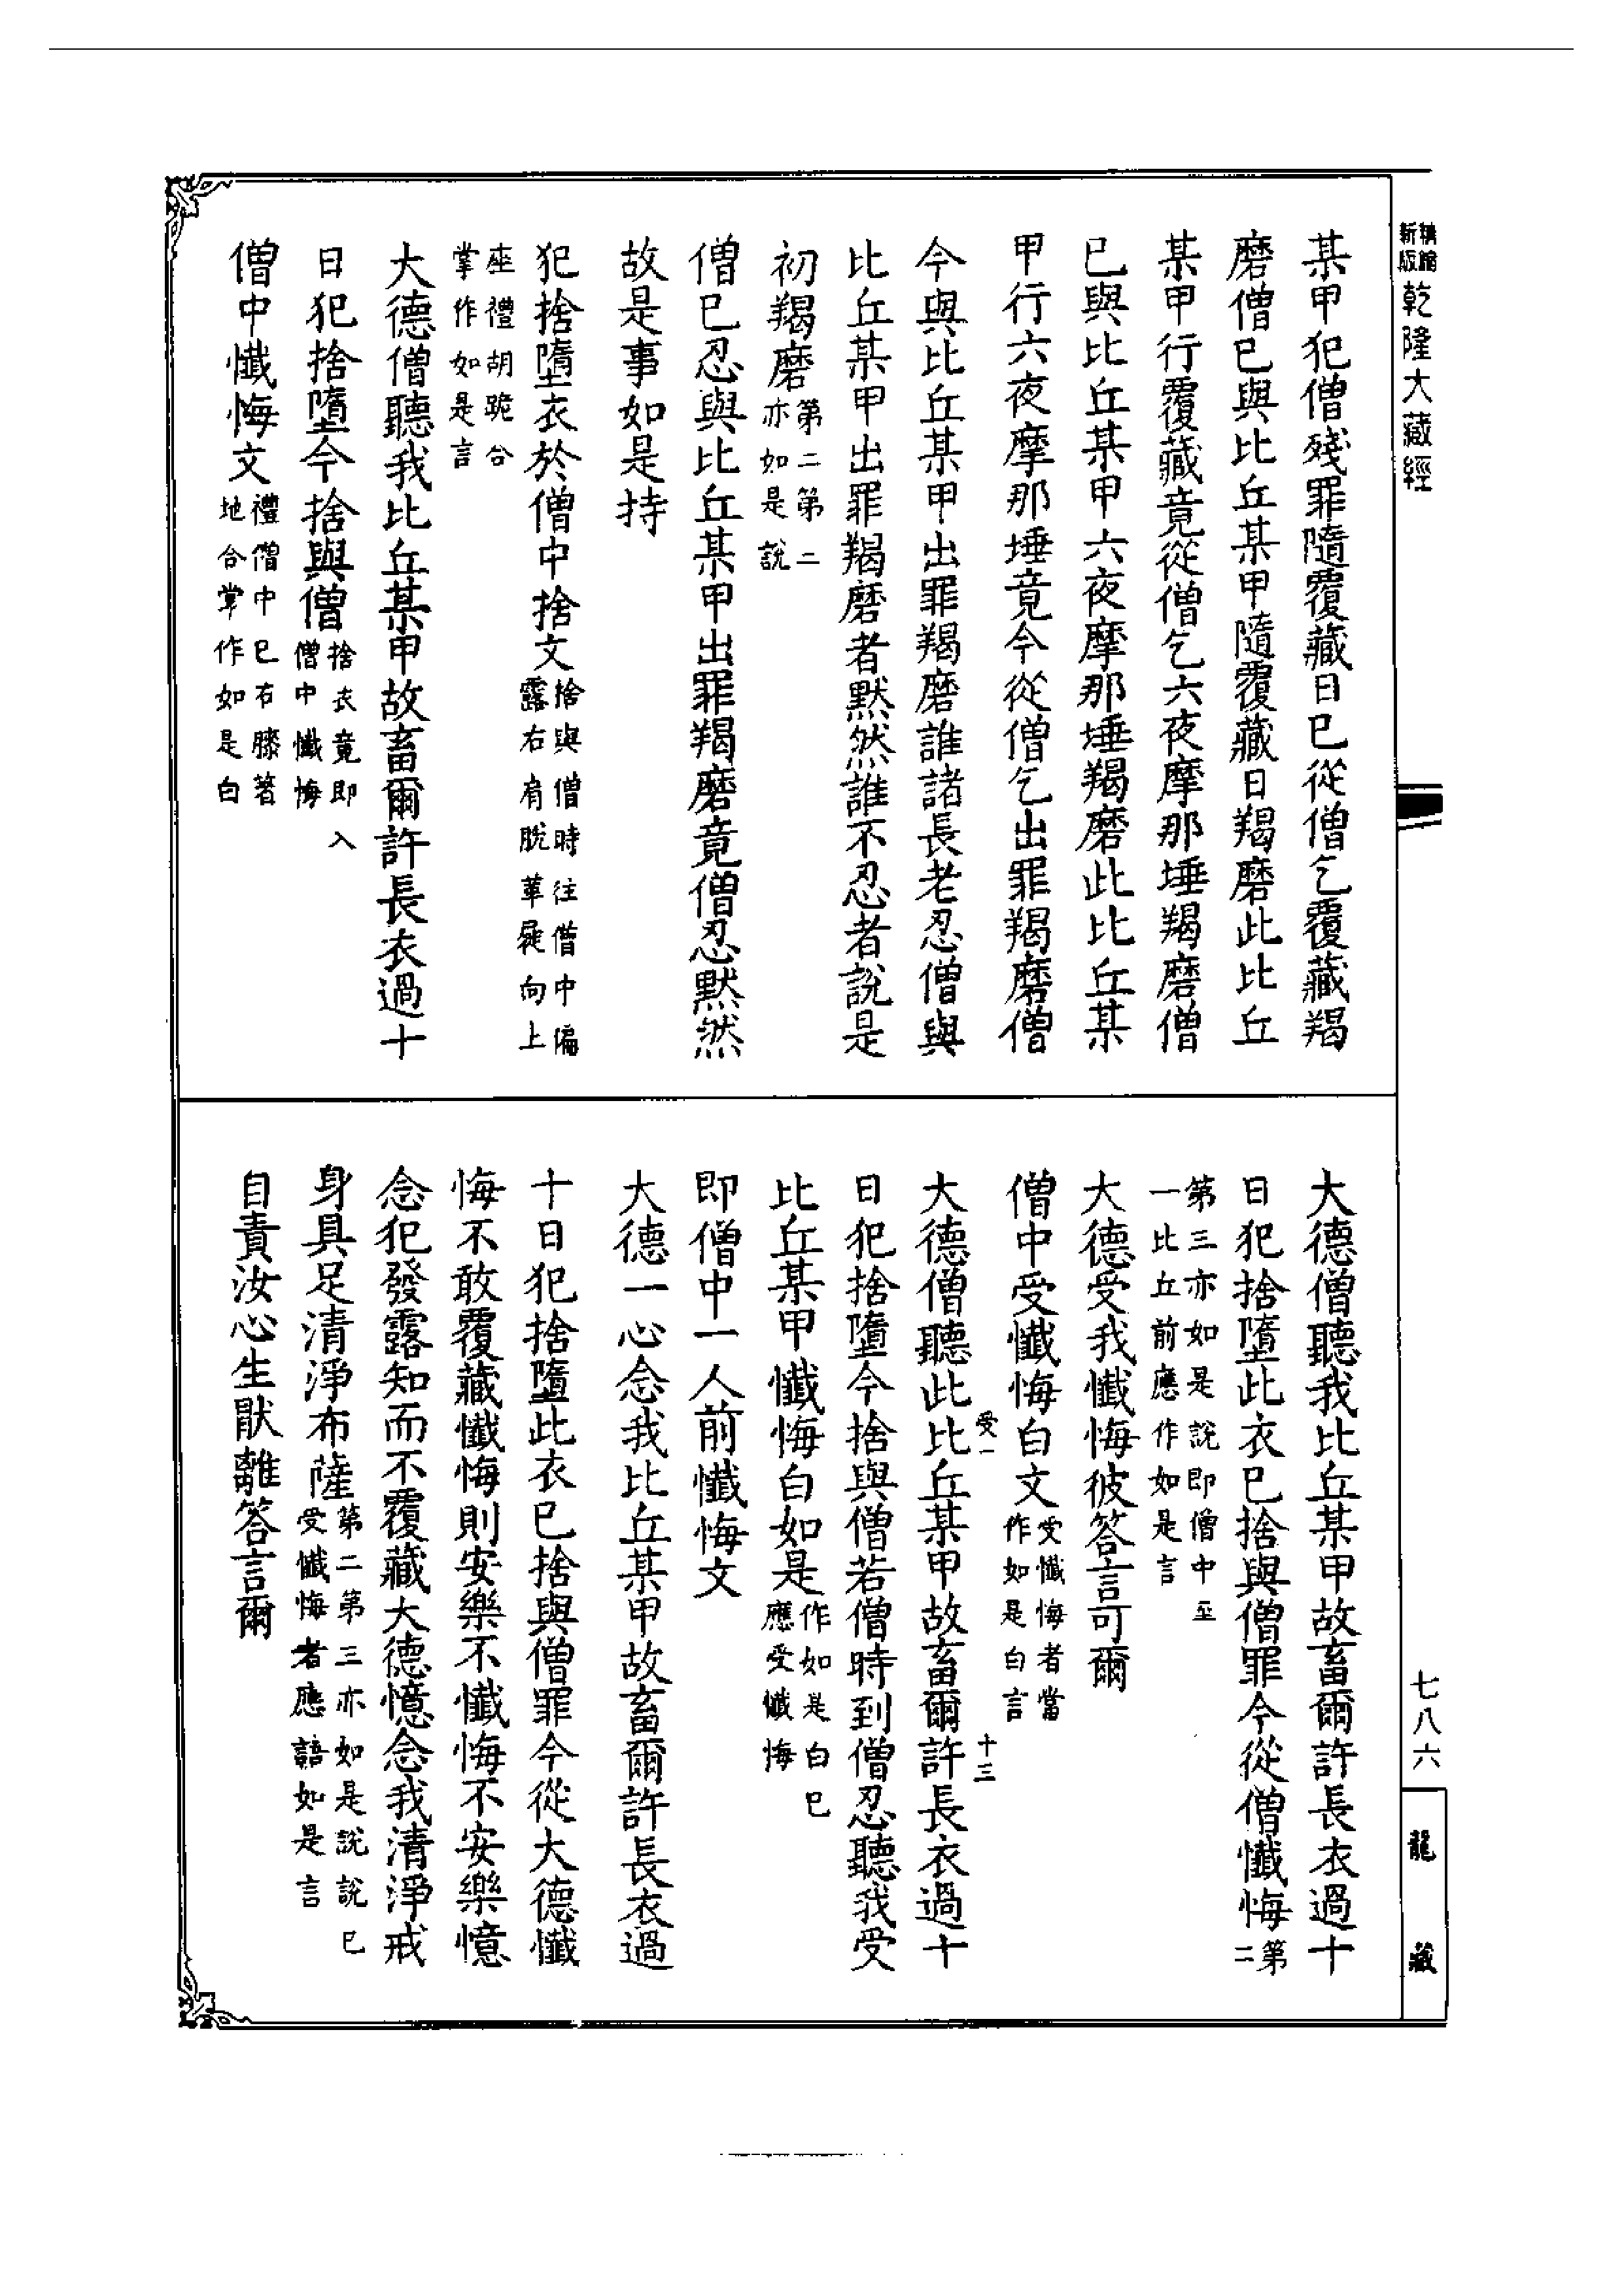 精縮新版乾隆大藏經
某甲犯僧殘罪隨覆藏日已從僧乞覆藏羯
磨僧已與比丘某甲隨覆藏日羯磨此比丘
某甲行覆藏竟從僧乞六夜摩那埵羯磨僧
已與比丘某甲六夜摩那埵羯磨此比丘某
甲行六夜摩那埵竟今從僧乞出罪羯磨僧
今與比丘某甲出罪羯磨誰諸長老忍僧與
比丘某甲出罪羯磨者默然誰不忍者說是
初羯磨第二第二亦如是說
僧已忍與比丘某甲出罪羯磨竟僧忍默然
故是事如是持
犯捨墮衣於僧中捨文捨與僧時往僧中偏露右肩脫革屣向上
座禮胡跪合掌作如是言
大德僧聽我比丘某甲故畜爾許長衣過十
日犯捨墮今捨與僧捨衣竟即入僧中懺悔
僧中懺悔文禮僧中已右膝著地合掌作如是白
大德僧聽我比丘某甲故畜爾許長衣過十
日犯捨墮此衣已捨與僧罪今從僧懺悔第二
第三亦如是說即僧中至一比丘前應作如是言
大德受我懺悔彼答言可爾
僧中受懺悔白文受懺悔者當作如是白言
受一
十三
大德僧聽此比丘某甲故畜爾許長衣過十
日犯捨墮今捨與僧若僧時到僧忍聽我受
比丘某甲懺悔白如是作如是白已應受懺悔
即僧中一人前懺悔文
大德一心念我比丘某甲故畜爾許長衣過
十日犯捨墮此衣已捨與僧罪今從大德懺
悔不敢覆藏懺悔則安樂不懺悔不安樂憶
念犯發露知而不覆藏大德憶念我清淨戒
身具足清淨布薩第二第三亦如是說說已受懺悔者應語如是言
自責汝心生猒離答言爾
七八六
龍藏